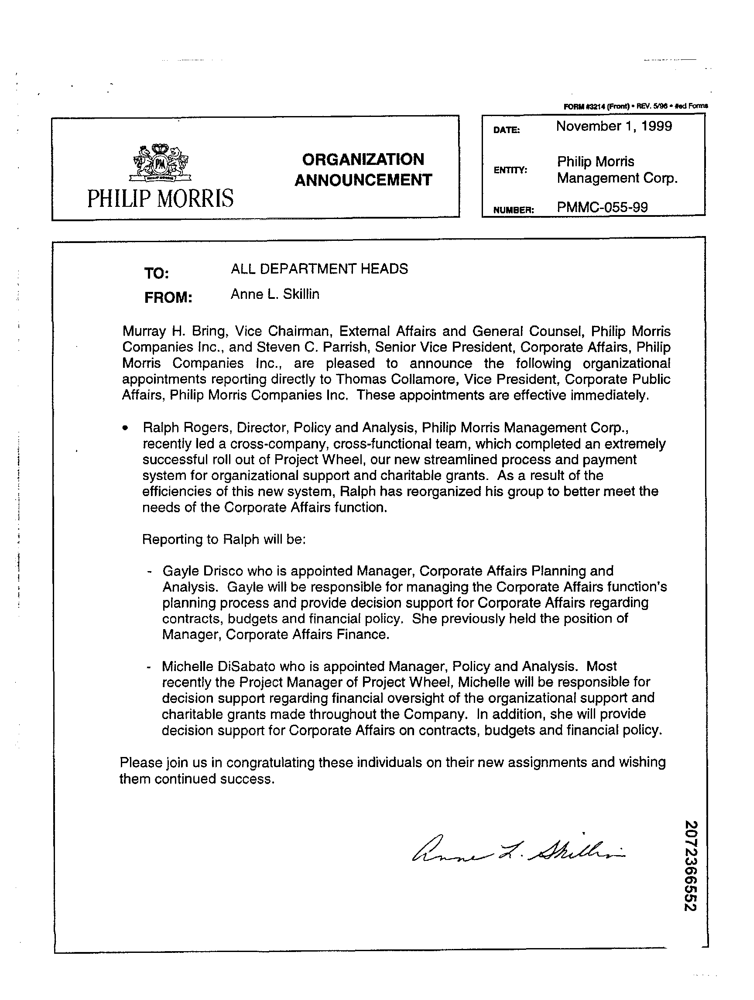 FORM #3214 (Front) • REV. 5/96 • #ed Forms
PM
PHILIP MORRIS
ORGANIZATION
ANNOUNCEMENT
DATE: November 1, 1999
ENTITY: Philip Morris
Management Corp.
NUMBER: PMMC-055-99
TO: ALL DEPARTMENT HEADS
FROM: Anne L. Skillin
Murray H. Bring, Vice Chairman, External Affairs and General Counsel, Philip Morris
Companies Inc., and Steven C. Parrish, Senior Vice President, Corporate Affairs, Philip
Morris Companies Inc., are pleased to announce the following organizational
appointments reporting directly to Thomas Collamore, Vice President, Corporate Public
Affairs, Philip Morris Companies Inc. These appointments are effective immediately.
• Ralph Rogers, Director, Policy and Analysis, Philip Morris Management Corp.,
recently led a cross-company, cross-functional team, which completed an extremely
successful roll out of Project Wheel, our new streamlined process and payment
system for organizational support and charitable grants. As a result of the
efficiencies of this new system, Ralph has reorganized his group to better meet the
needs of the Corporate Affairs function.
Reporting to Ralph will be:
- Gayle Drisco who is appointed Manager, Corporate Affairs Planning and
Analysis. Gayle will be responsible for managing the Corporate Affairs function's
planning process and provide decision support for Corporate Affairs regarding
contracts, budgets and financial policy. She previously held the position of
Manager, Corporate Affairs Finance.
- Michelle DiSabato who is appointed Manager, Policy and Analysis. Most
recently the Project Manager of Project Wheel, Michelle will be responsible for
decision support regarding financial oversight of the organizational support and
charitable grants made throughout the Company. In addition, she will provide
decision support for Corporate Affairs on contracts, budgets and financial policy.
Please join us in congratulating these individuals on their new assignments and wishing
them continued success.
Anne L. Skillin
2072366552